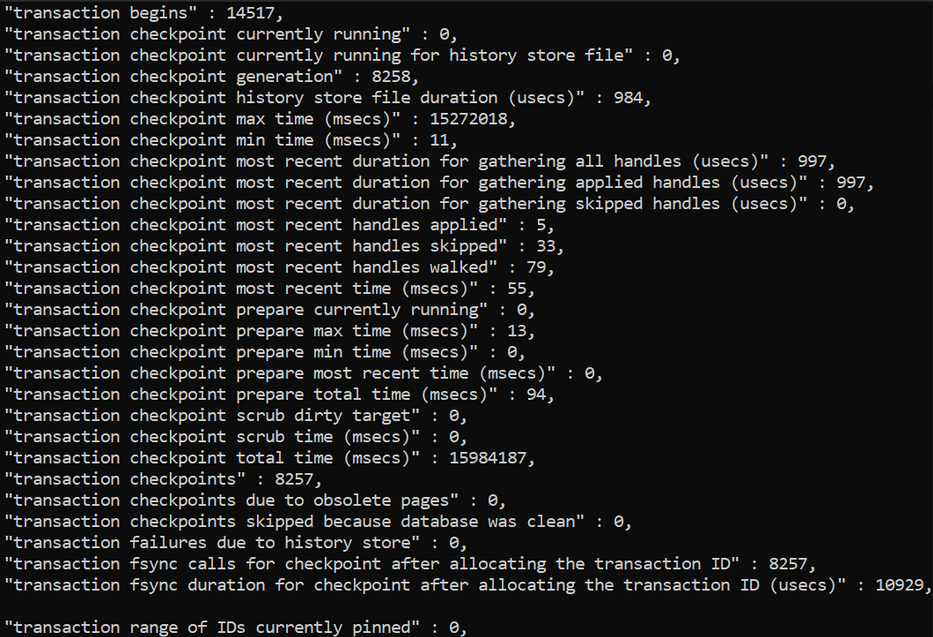 "transaction begins" : 14517,
"transaction checkpoint currently running" : 0,
"transaction checkpoint currently running for history store file" : 0,
"transaction checkpoint generation" : 8258,
"transaction checkpoint history store file duration (usecs)" : 984,
"transaction checkpoint max time (msecs)" : 15272018,
"transaction checkpoint min time (msecs)" : 11,
"transaction checkpoint most recent duration for gathering all handles (usecs)" : 997,
"transaction checkpoint most recent duration for gathering applied handles (usecs)" : 997,
"transaction checkpoint most recent duration for gathering skipped handles (usecs)" : 0,
"transaction checkpoint most recent handles applied" : 5,
"transaction checkpoint most recent handles skipped" : 33,
"transaction checkpoint most recent handles walked" : 79,
"transaction checkpoint most recent time (msecs)" : 55,
"transaction checkpoint prepare currently running" : 0,
"transaction checkpoint prepare max time (msecs)" : 13,
"transaction checkpoint prepare min time (msecs)" : 0,
"transaction checkpoint prepare most recent time (msecs)" : 0,
"transaction checkpoint prepare total time (msecs)" : 94,
"transaction checkpoint scrub dirty target" : 0,
"transaction checkpoint scrub time (msecs)" : 0,
"transaction checkpoint total time (msecs)" : 15984187,
"transaction checkpoints" : 8257,
"transaction checkpoints due to obsolete pages" : 0,
"transaction checkpoints skipped because database was clean" : 0,
"transaction failures due to history store" : 0,
"transaction fsync calls for checkpoint after allocating the transaction ID" : 8257,
"transaction fsync duration for checkpoint after allocating the transaction ID (usecs)" : 10929,
"transaction range of IDs currently pinned" : 0,